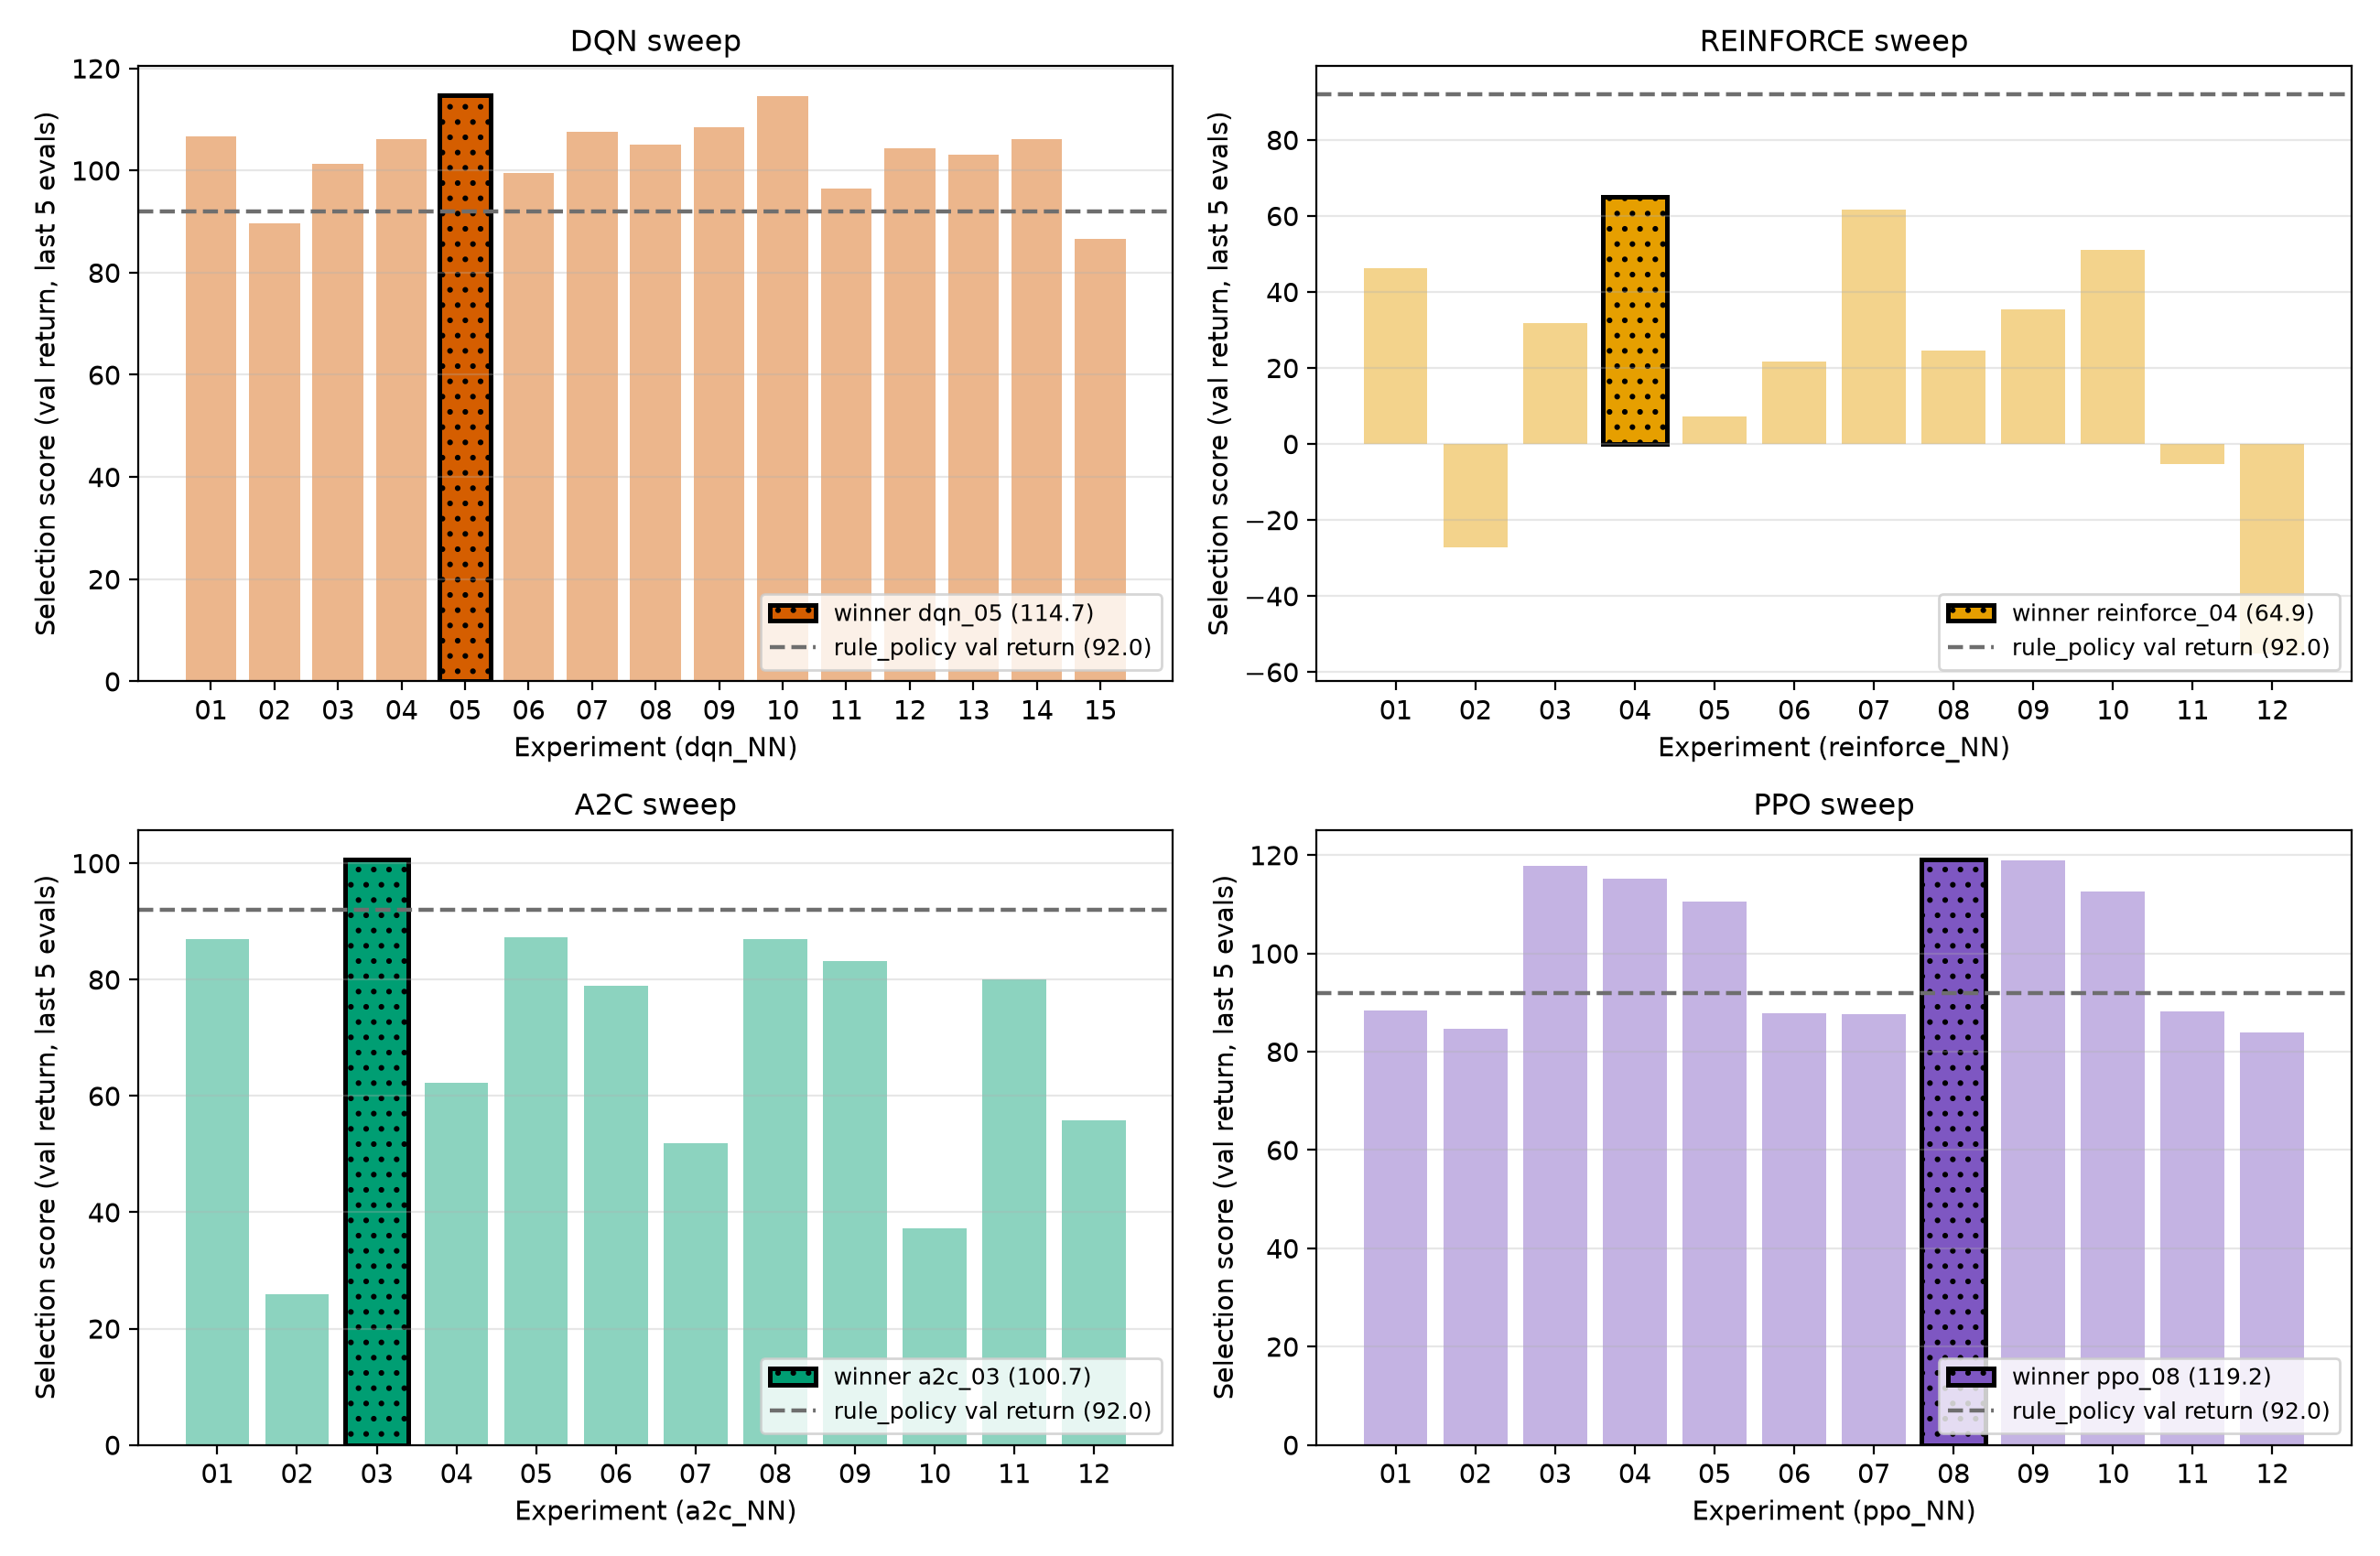 DQN sweep
Selection score (val return, last 5 evals)
120
100
80
60
40
20
0
01 02 03 04 05 06 07 08 09 10 11 12 13 14 15
Experiment (dqn_NN)
winner dqn_05 (114.7)
rule_policy val return (92.0)
REINFORCE sweep
Selection score (val return, last 5 evals)
80
60
40
20
0
−20
−40
−60
01 02 03 04 05 06 07 08 09 10 11 12
Experiment (reinforce_NN)
winner reinforce_04 (64.9)
rule_policy val return (92.0)
A2C sweep
Selection score (val return, last 5 evals)
100
80
60
40
20
0
01 02 03 04 05 06 07 08 09 10 11 12
Experiment (a2c_NN)
winner a2c_03 (100.7)
rule_policy val return (92.0)
PPO sweep
Selection score (val return, last 5 evals)
120
100
80
60
40
20
0
01 02 03 04 05 06 07 08 09 10 11 12
Experiment (ppo_NN)
winner ppo_08 (119.2)
rule_policy val return (92.0)